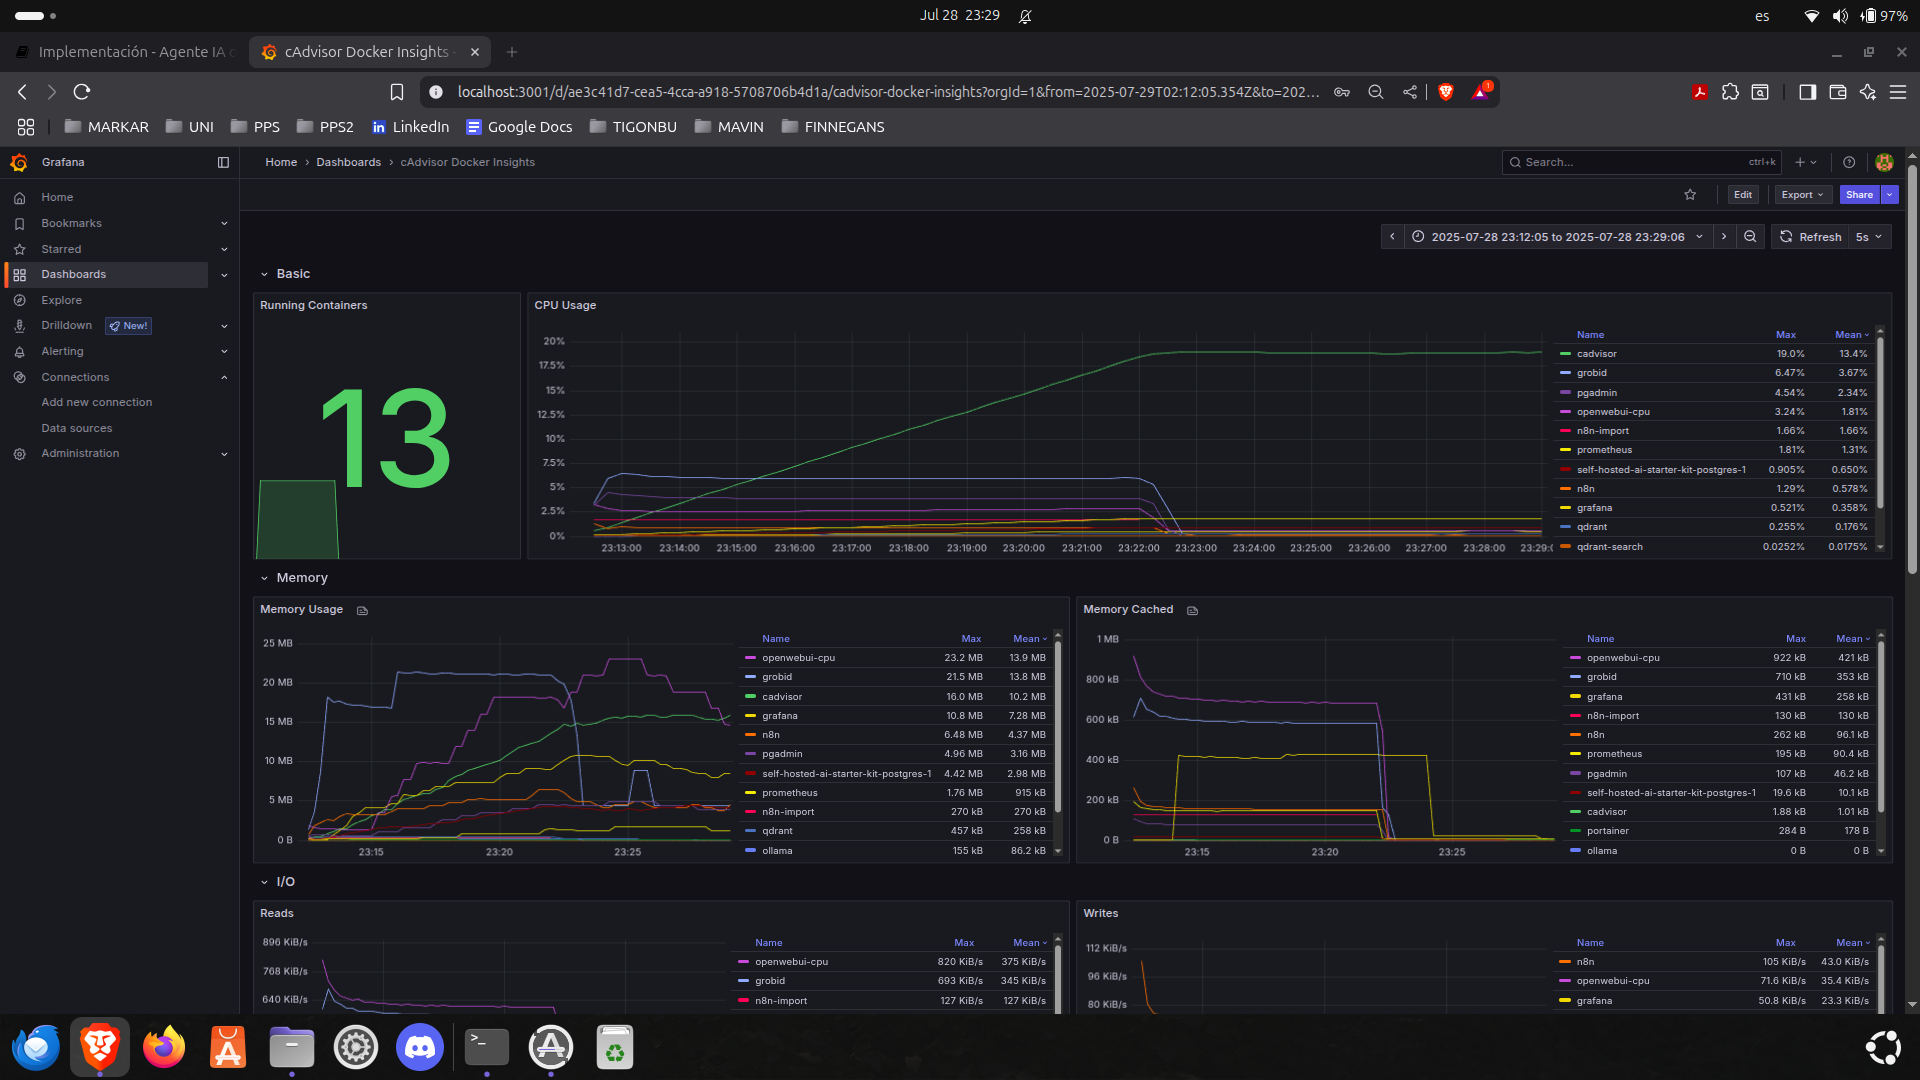 Jul 28 23:29
es
97%
Implementación - Agente IA
cAdvisor Docker Insights
localhost:3001/d/ae3c41d7-cea5-4cca-a918-5708706b4d1a/cadvisor-docker-insights?orgId=1&from=2025-07-29T02:12:05.354Z&to=202...
1
MARKAR
UNI
PPS
PPS2
LinkedIn
Google Docs
TIGONBU
MAVIN
FINNEGANS
Grafana
Home › Dashboards › cAdvisor Docker Insights
Search...
ctrl+k
Edit
Export
Share
Home
Bookmarks
Starred
Dashboards
Explore
Drilldown New!
Alerting
Connections
Add new connection
Data sources
Administration
2025-07-28 23:12:05 to 2025-07-28 23:29:06
Refresh
5s
Basic
Running Containers
13
CPU Usage
20%
17.5%
15%
12.5%
10%
7.5%
5%
2.5%
0%
23:13:00 23:14:00 23:15:00 23:16:00 23:17:00 23:18:00 23:19:00 23:20:00 23:21:00 23:22:00 23:23:00 23:24:00 23:25:00 23:26:00 23:27:00 23:28:00 23:29:0
Name Max Mean
cadvisor 19.0% 13.4%
grobid 6.47% 3.67%
pgadmin 4.54% 2.34%
openwebui-cpu 3.24% 1.81%
n8n-import 1.66% 1.66%
prometheus 1.81% 1.31%
self-hosted-ai-starter-kit-postgres-1 0.905% 0.650%
n8n 1.29% 0.578%
grafana 0.521% 0.358%
qdrant 0.255% 0.176%
qdrant-search 0.0252% 0.0175%
Memory
Memory Usage
25 MB
20 MB
15 MB
10 MB
5 MB
0 B
23:15 23:20 23:25
Name Max Mean
openwebui-cpu 23.2 MB 13.9 MB
grobid 21.5 MB 13.8 MB
cadvisor 16.0 MB 10.2 MB
grafana 10.8 MB 7.28 MB
n8n 6.48 MB 4.37 MB
pgadmin 4.96 MB 3.16 MB
self-hosted-ai-starter-kit-postgres-1 4.42 MB 2.98 MB
prometheus 1.76 MB 915 kB
n8n-import 270 kB 270 kB
qdrant 457 kB 258 kB
ollama 155 kB 86.2 kB
Memory Cached
1 MB
800 kB
600 kB
400 kB
200 kB
0 B
23:15 23:20 23:25
Name Max Mean
openwebui-cpu 922 kB 421 kB
grobid 710 kB 353 kB
grafana 431 kB 258 kB
n8n-import 130 kB 130 kB
n8n 262 kB 96.1 kB
prometheus 195 kB 90.4 kB
pgadmin 107 kB 46.2 kB
self-hosted-ai-starter-kit-postgres-1 19.6 kB 10.1 kB
cadvisor 1.88 kB 1.01 kB
portainer 284 B 178 B
ollama 0 B 0 B
I/O
Reads
896 KiB/s
768 KiB/s
640 KiB/s
Name Max Mean
openwebui-cpu 820 KiB/s 375 KiB/s
grobid 693 KiB/s 345 KiB/s
n8n-import 127 KiB/s 127 KiB/s
Writes
112 KiB/s
96 KiB/s
80 KiB/s
Name Max Mean
n8n 105 KiB/s 43.0 KiB/s
openwebui-cpu 71.6 KiB/s 35.4 KiB/s
grafana 50.8 KiB/s 23.3 KiB/s